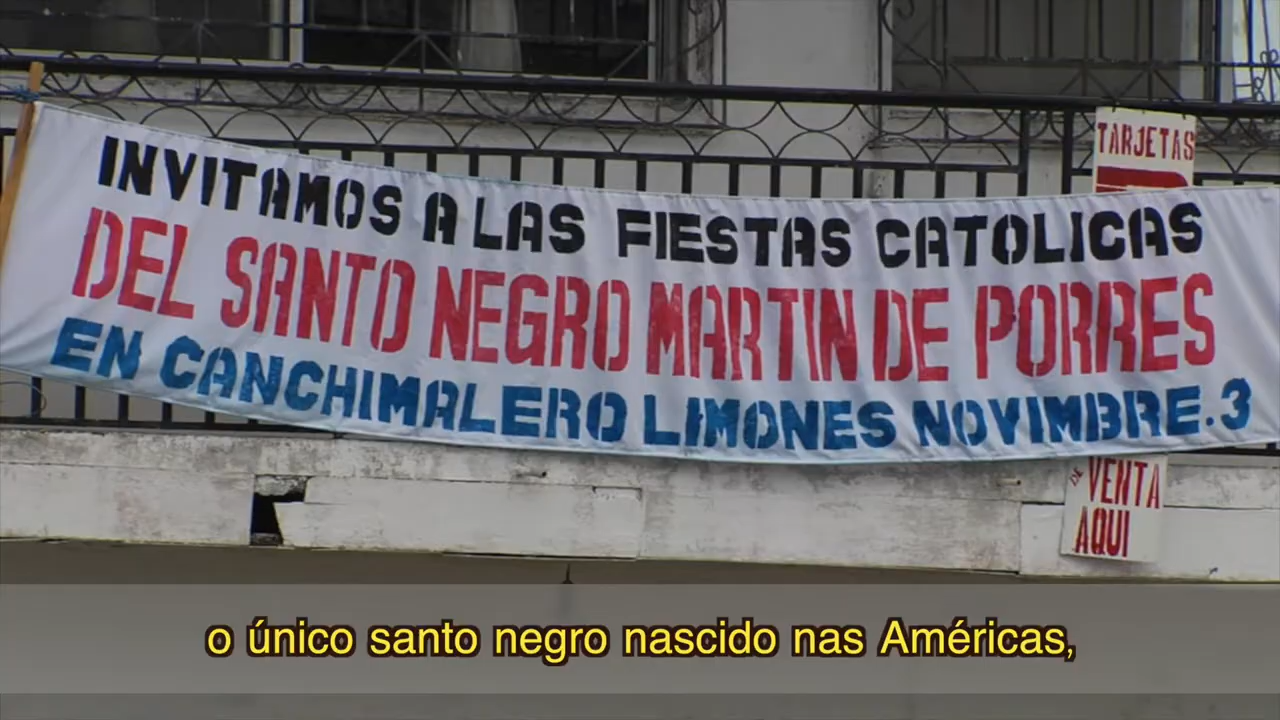 TARJETAS
INVITAMOS A LAS FIESTAS CATOLICAS
DEL SANTO NEGRO MARTIN DE PORRES
EN CANCHIMALERO LIMONES NOVIMBRE.3
DE VENTA
AQUI
o único santo negro nascido nas Américas,